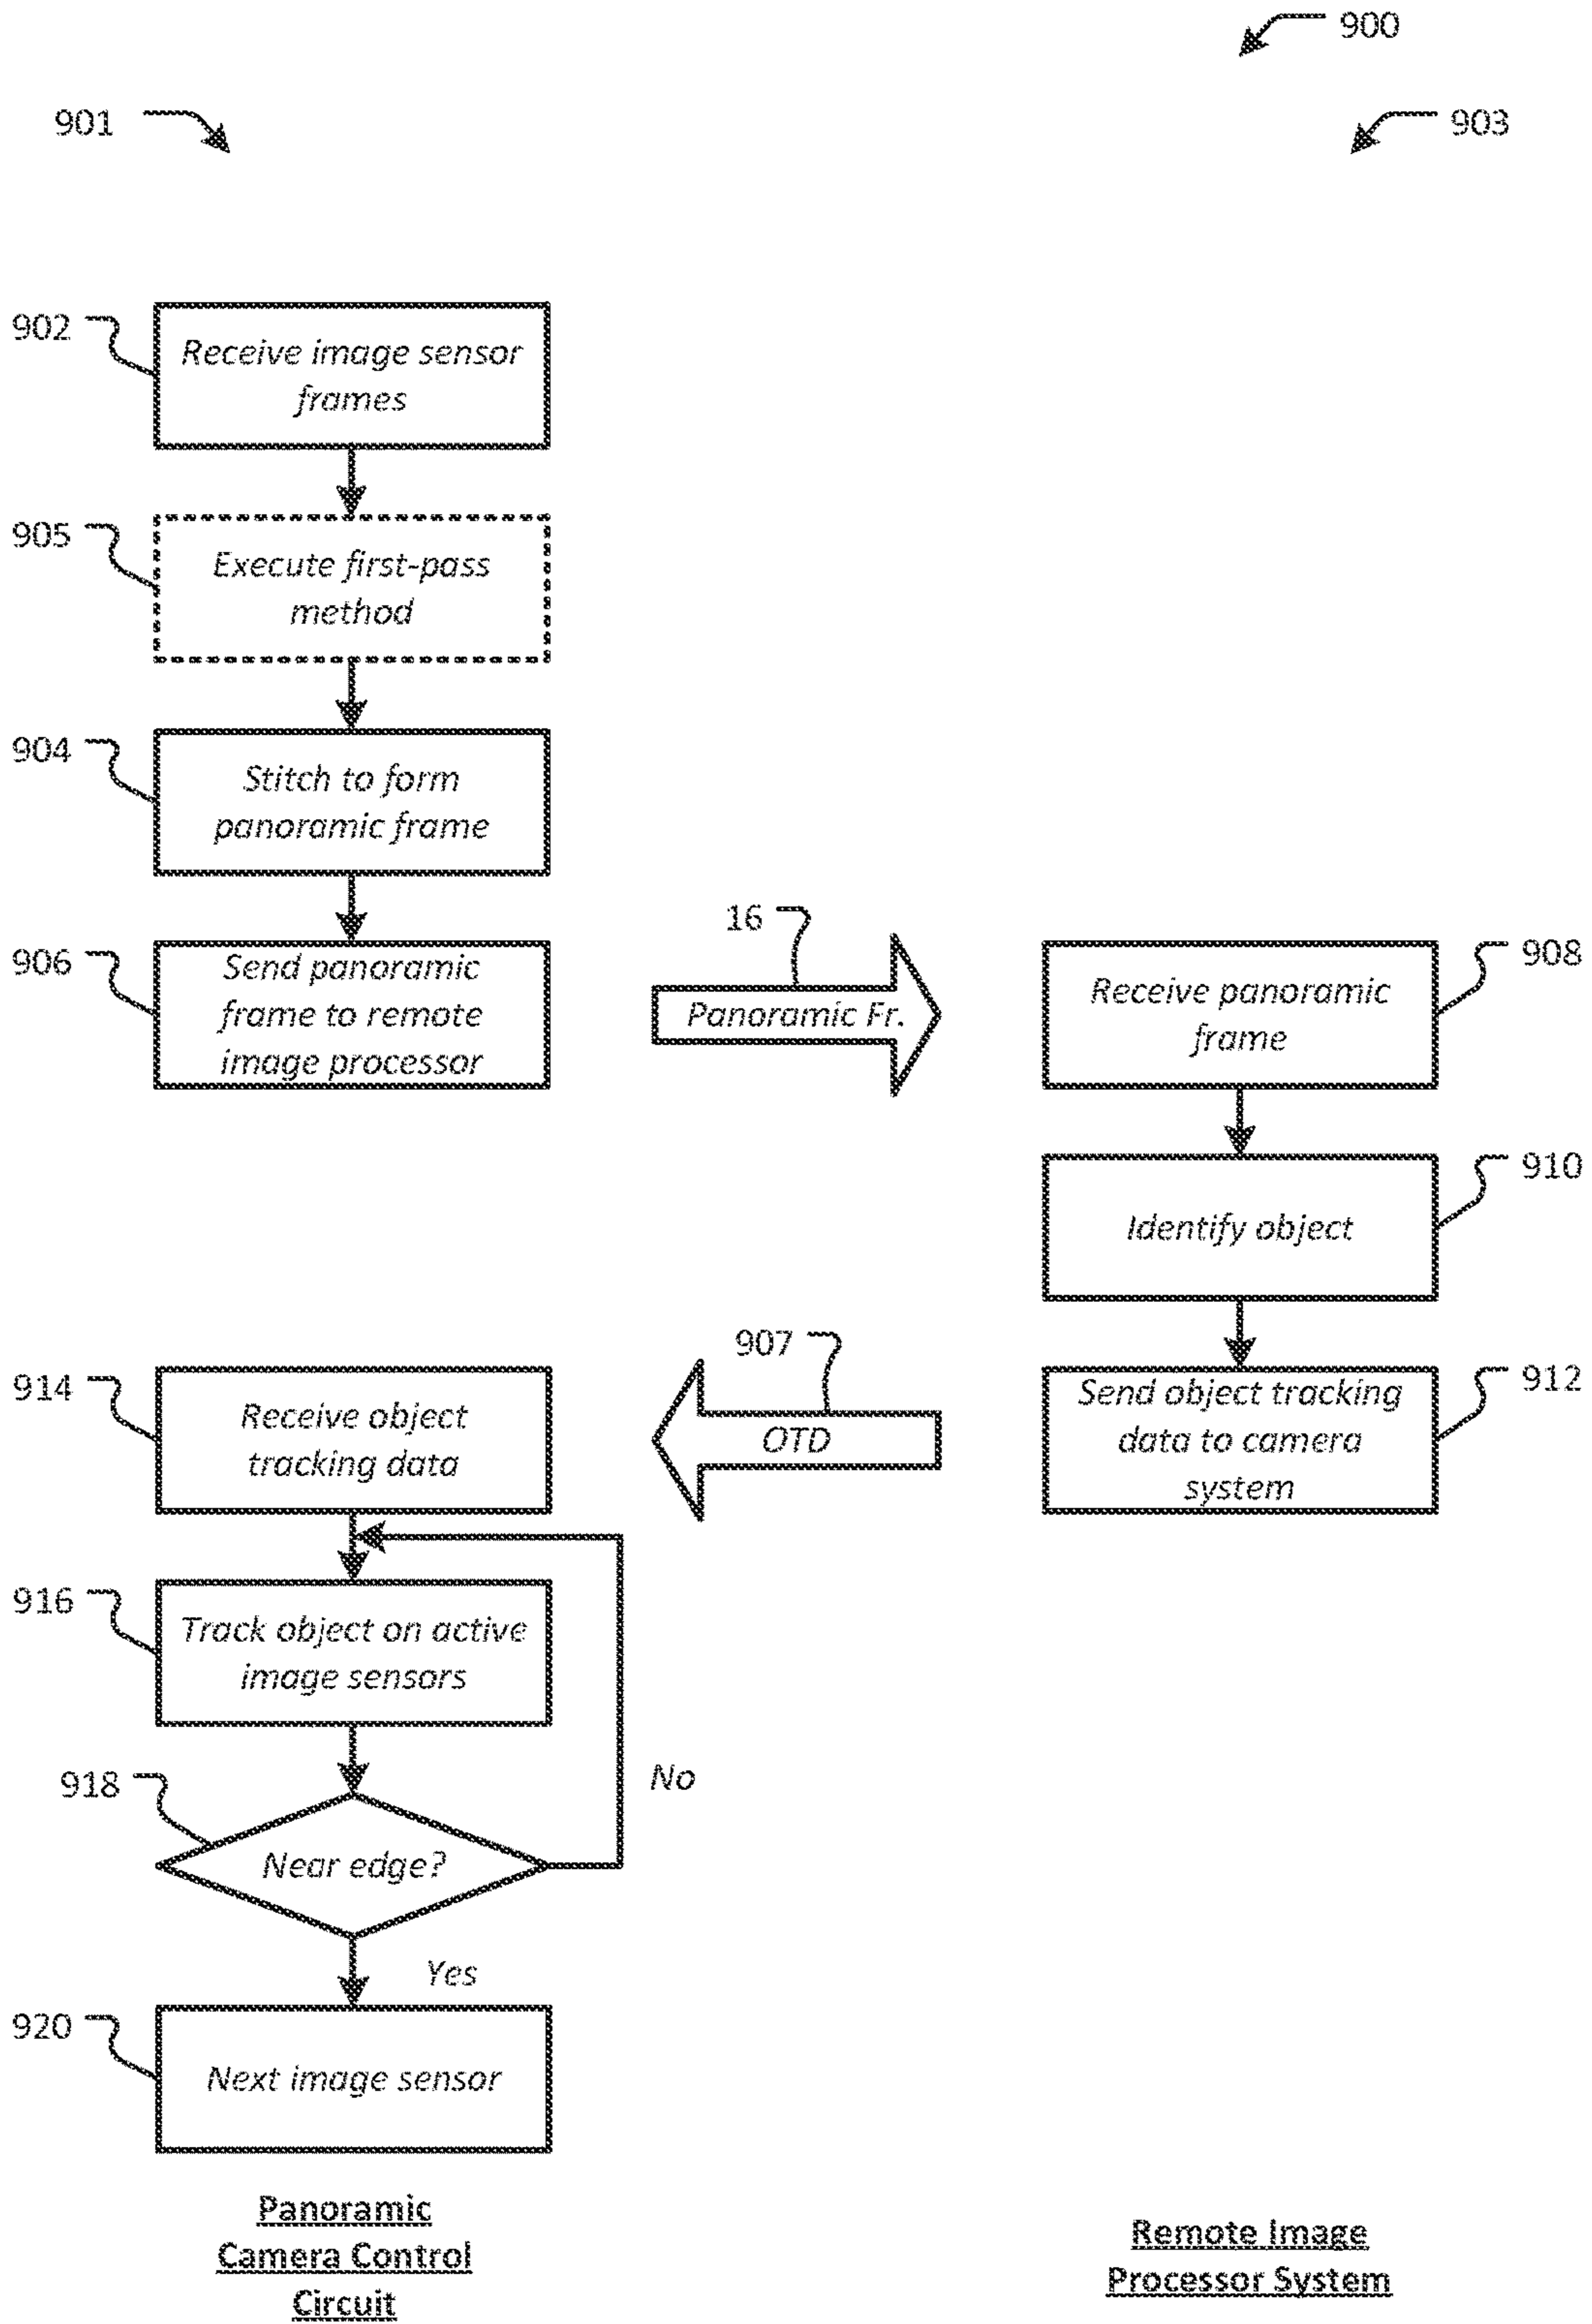 900
901
903
902
Receive image sensor
frames
905
Execute first-pass
method
904
Stitch to form
panoramic frame
906
Send panoramic
frame to remote
image processor
16
Panoramic Fr.
908
Receive panoramic
frame
910
Identify object
907
OTD
912
Send object tracking
data to camera
system
914
Receive object
tracking data
916
Track object on active
image sensors
No
918
Near edge?
Yes
920
Next image sensor
Panoramic
Camera Control
Circuit
Remote Image
Processor System